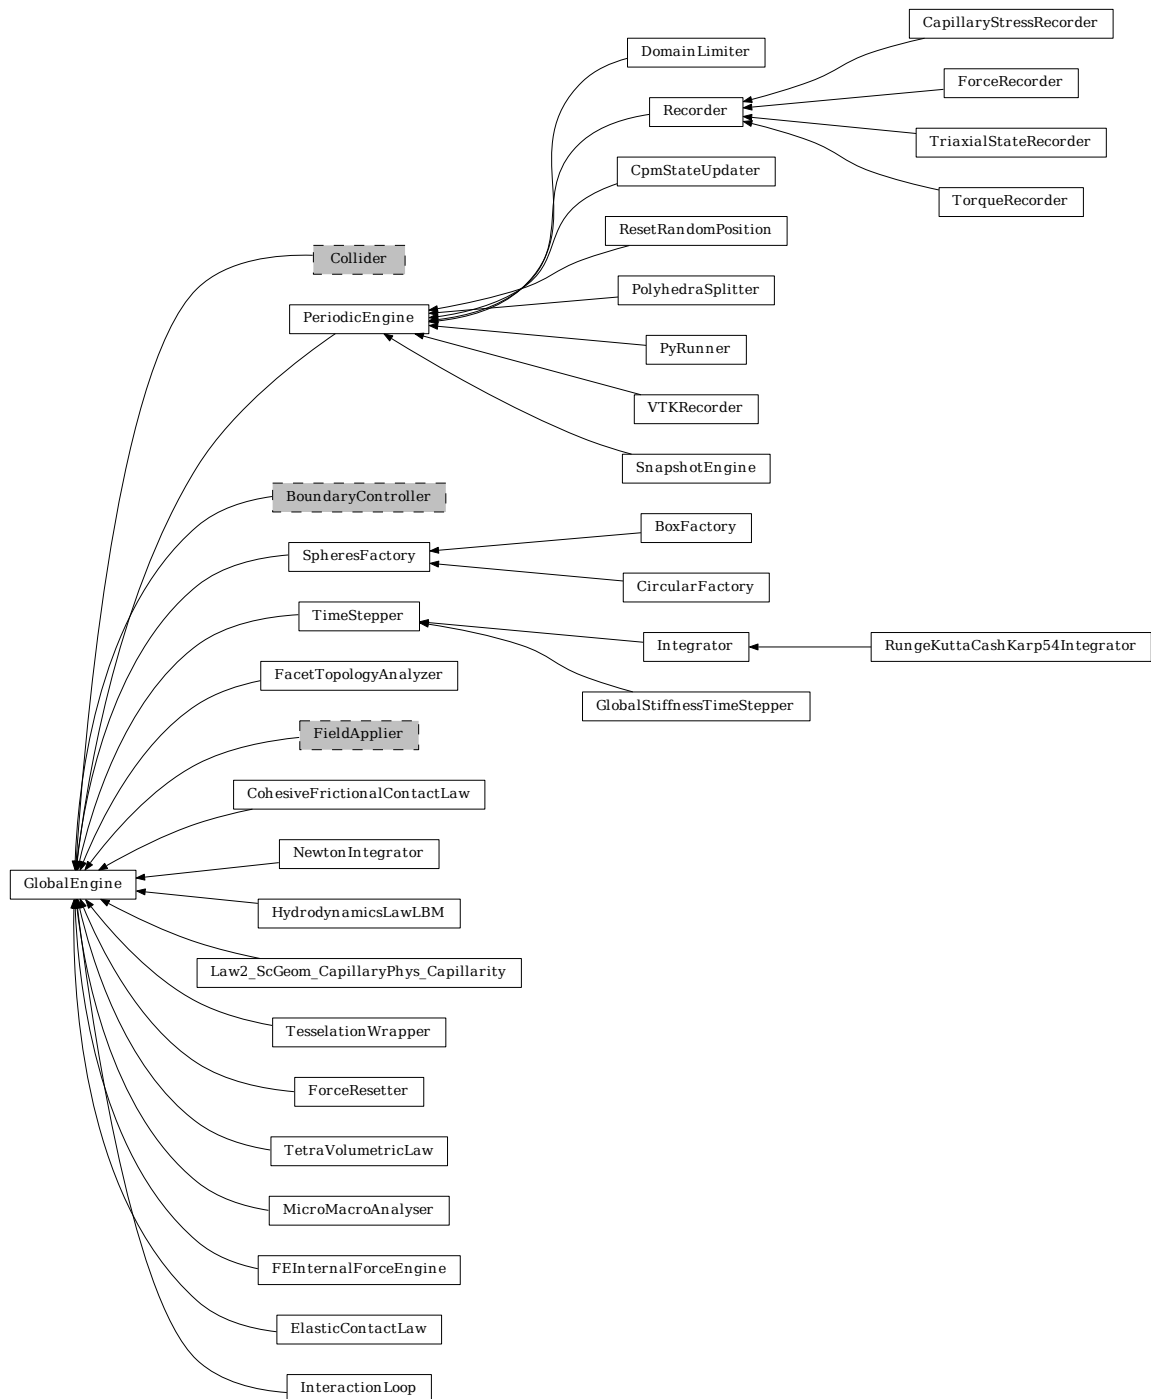 CapillaryStressRecorder
DomainLimiter
ForceRecorder
Recorder
TriaxialStateRecorder
CpmStateUpdater
TorqueRecorder
ResetRandomPosition
Collider
PolyhedraSplitter
PeriodicEngine
PyRunner
VTKRecorder
SnapshotEngine
BoundaryController
BoxFactory
SpheresFactory
CircularFactory
TimeStepper
Integrator
RungeKuttaCashKarp54Integrator
FacetTopologyAnalyzer
GlobalStiffnessTimeStepper
FieldApplier
CohesiveFrictionalContactLaw
NewtonIntegrator
GlobalEngine
HydrodynamicsLawLBM
Law2_ScGeom_CapillaryPhys_Capillarity
TesselationWrapper
ForceResetter
TetraVolumetricLaw
MicroMacroAnalyser
FEInternalForceEngine
ElasticContactLaw
InteractionLoop